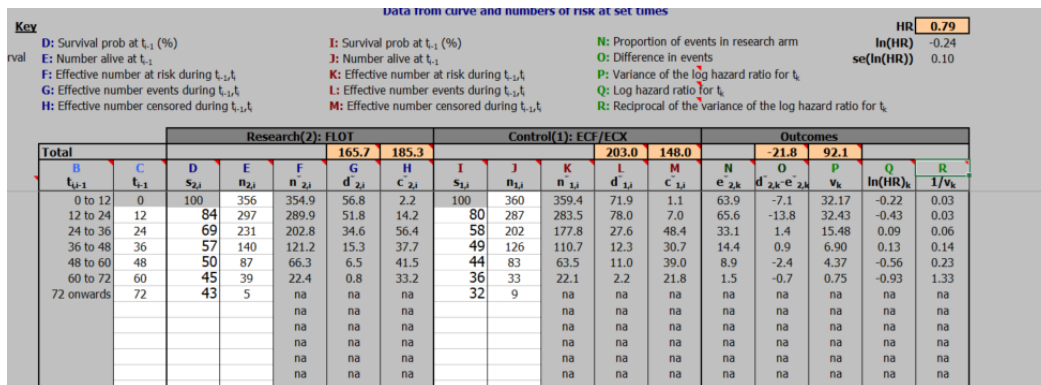 Data from curve and numbers of risk at set times
Key HR 0.79
D: Survival prob at ti-1 (%) I: Survival prob at ti-1 (%) N: Proportion of events in research arm ln(HR) -0.24
rval E: Number alive at ti-1 J: Number alive at ti-1 O: Difference in events se(ln(HR)) 0.10
F: Effective number at risk during ti-1,ti K: Effective number at risk during ti-1,ti P: Variance of the log hazard ratio for tk
G: Effective number events during ti-1,ti L: Effective number events during ti-1,ti Q: Log hazard ratio for tk
H: Effective number censored during ti-1,ti M: Effective number censored during ti-1,ti R: Reciprocal of the variance of the log hazard ratio for tk
Research(2): FLOT Control(1): ECF/ECX Outcomes
Total 165.7 185.3 203.0 148.0 -21.8 92.1
B C D E F G H I J K L M N O P Q R
ti,i-1 ti-1 s2,i n2,i n¯2,i d¯2,i c¯2,i s1,i n1,i n¯1,i d¯1,i c¯1,i e¯2,k d¯2,k-e¯2,k vk ln(HR)k 1/vk
0 to 12 0 100 356 354.9 56.8 2.2 100 360 359.4 71.9 1.1 63.9 -7.1 32.17 -0.22 0.03
12 to 24 12 84 297 289.9 51.8 14.2 80 287 283.5 78.0 7.0 65.6 -13.8 32.43 -0.43 0.03
24 to 36 24 69 231 202.8 34.6 56.4 58 202 177.8 27.6 48.4 33.1 1.4 15.48 0.09 0.06
36 to 48 36 57 140 121.2 15.3 37.7 49 126 110.7 12.3 30.7 14.4 0.9 6.90 0.13 0.14
48 to 60 48 50 87 66.3 6.5 41.5 44 83 63.5 11.0 39.0 8.9 -2.4 4.37 -0.56 0.23
60 to 72 60 45 39 22.4 0.8 33.2 36 33 22.1 2.2 21.8 1.5 -0.7 0.75 -0.93 1.33
72 onwards 72 43 5 na na na 32 9 na na na na na na na na
na na na na na na na na na na na
na na na na na na na na na na na
na na na na na na na na na na na
na na na na na na na na na na na
na na na na na na na na na na na